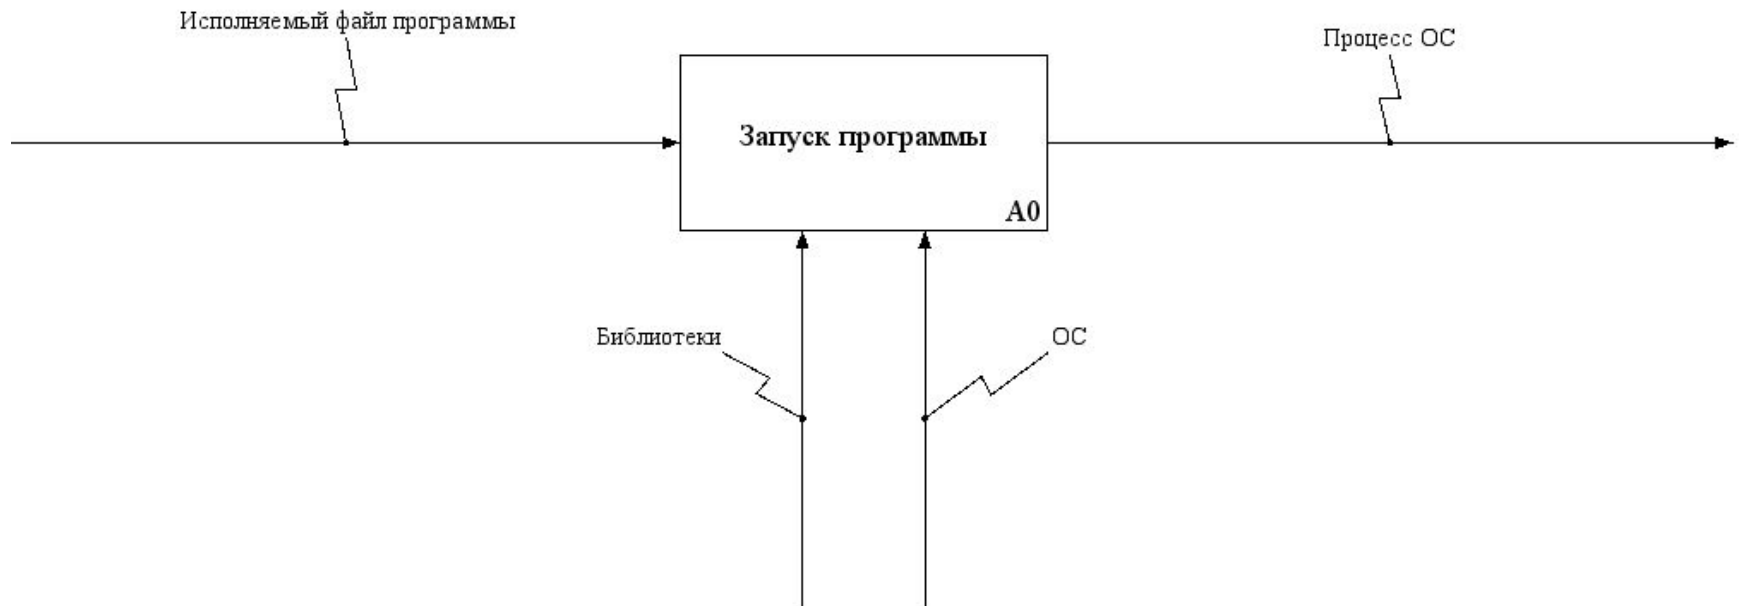 Исполняемый файл программы
Процесс ОС
Запуск программы
A0
Библиотеки
ОС